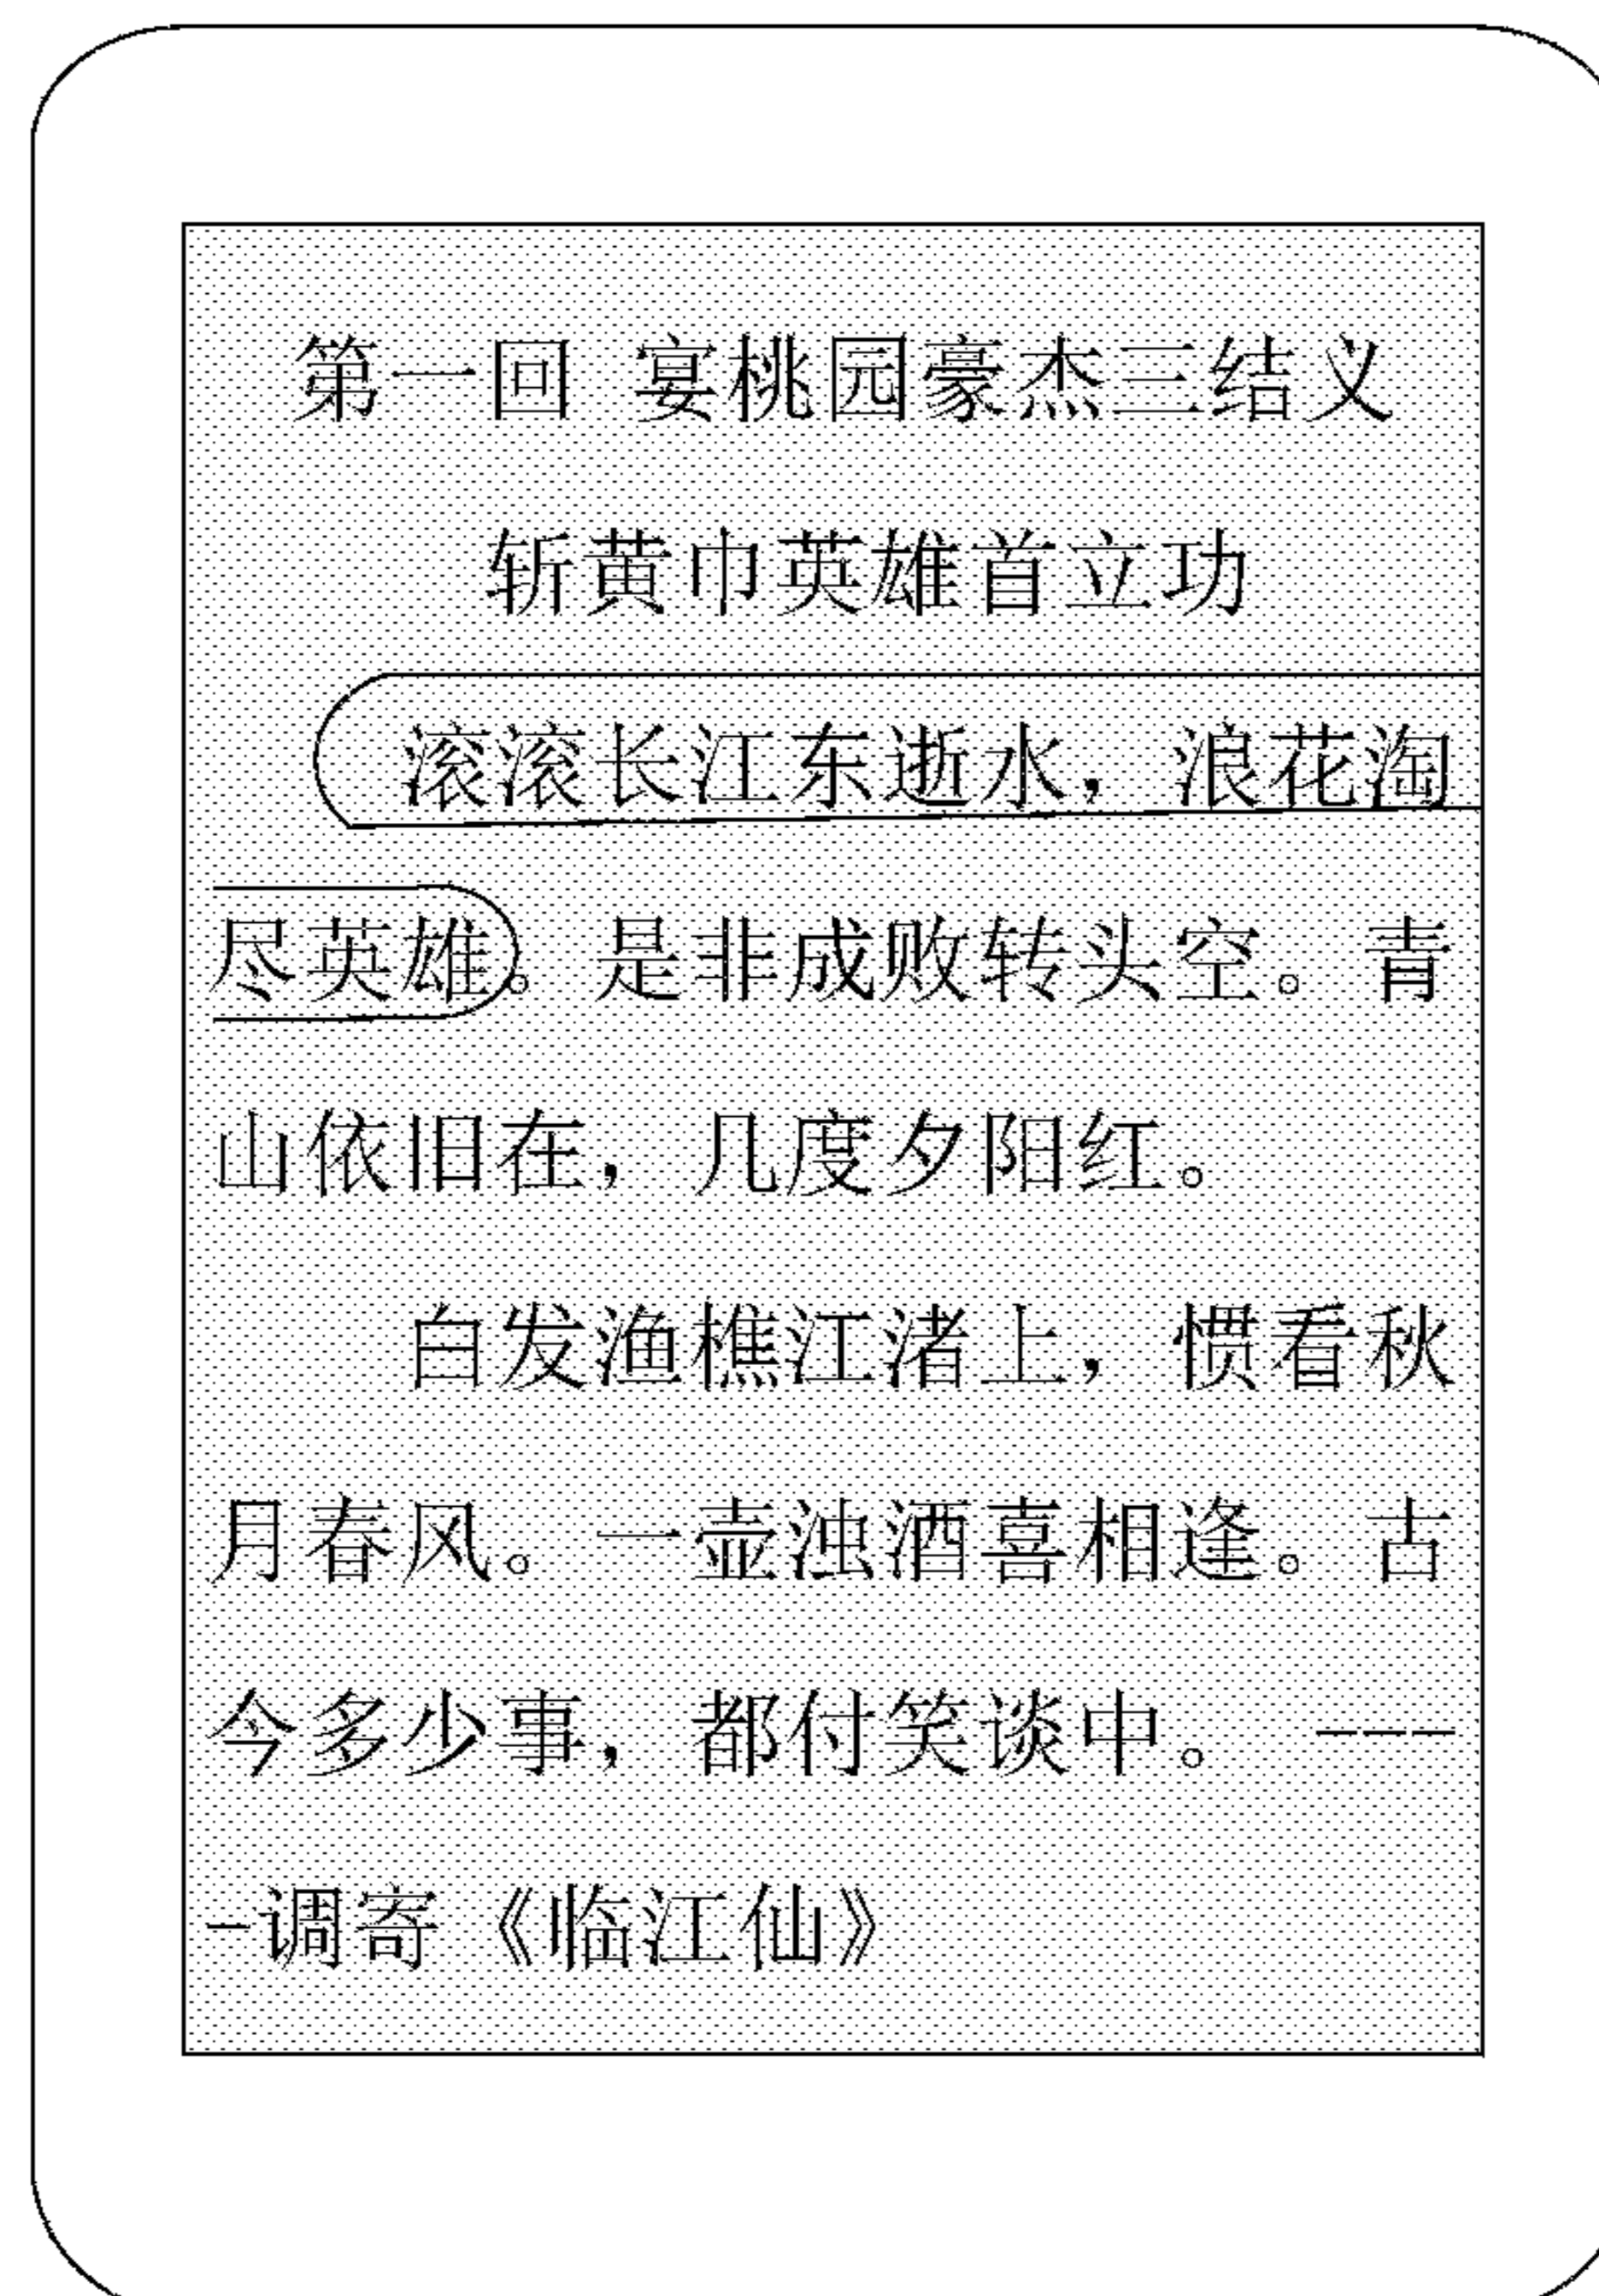 第一回 宴桃园豪杰三结义
斩黄巾英雄首立功
滚滚长江东逝水，浪花淘
尽英雄。是非成败转头空。青
山依旧在，几度夕阳红。
白发渔樵江渚上，惯看秋
月春风。一壶浊酒喜相逢。古
今多少事，都付笑谈中。 ---
-调寄《临江仙》